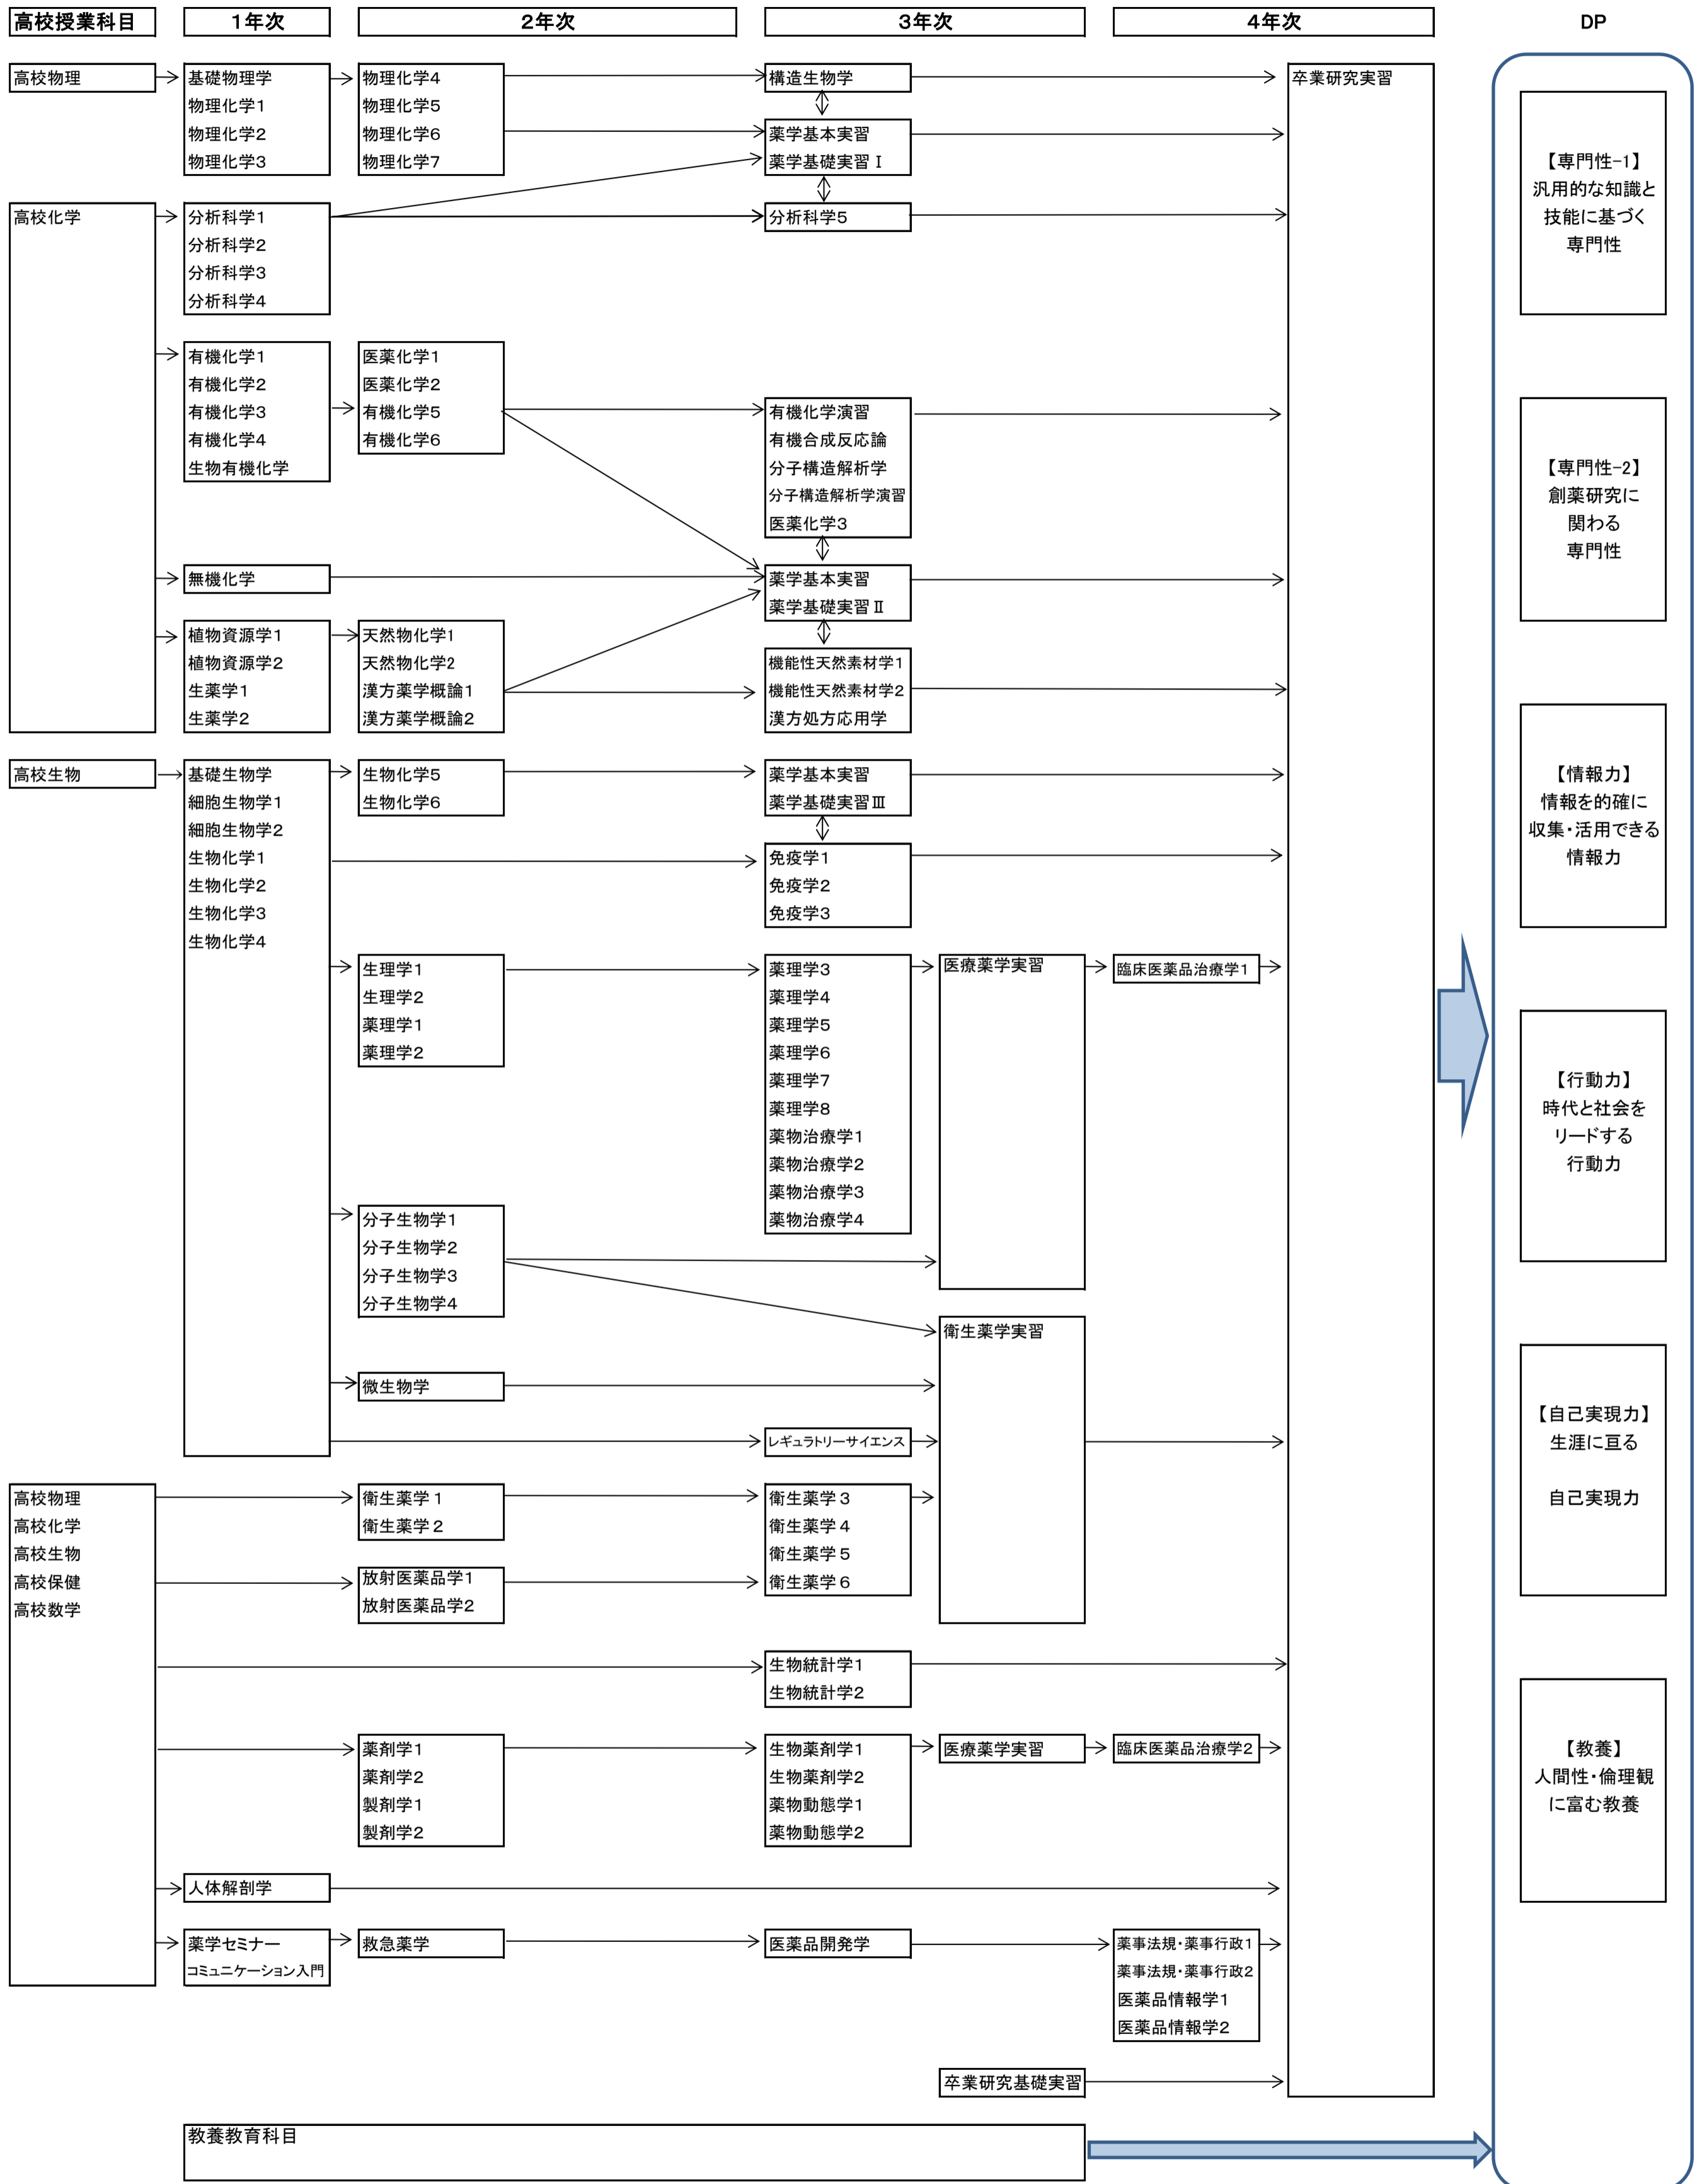 高校授業科目
1年次
2年次
3年次
4年次
DP
高校物理
基礎物理学
物理化学1
物理化学2
物理化学3
物理化学4
物理化学5
物理化学6
物理化学7
構造生物学
薬学基本実習
薬学基礎実習Ⅰ
卒業研究実習
高校化学
分析科学1
分析科学2
分析科学3
分析科学4
分析科学5
有機化学1
有機化学2
有機化学3
有機化学4
生物有機化学
医薬化学1
医薬化学2
有機化学5
有機化学6
有機化学演習
有機合成反応論
分子構造解析学
分子構造解析学演習
医薬化学3
無機化学
薬学基本実習
薬学基礎実習Ⅱ
植物資源学1
植物資源学2
生薬学1
生薬学2
天然物化学1
天然物化学2
漢方薬学概論1
漢方薬学概論2
機能性天然素材学1
機能性天然素材学2
漢方処方応用学
高校生物
基礎生物学
細胞生物学1
細胞生物学2
生物化学1
生物化学2
生物化学3
生物化学4
生物化学5
生物化学6
薬学基本実習
薬学基礎実習Ⅲ
免疫学1
免疫学2
免疫学3
生理学1
生理学2
薬理学1
薬理学2
薬理学3
薬理学4
薬理学5
薬理学6
薬理学7
薬理学8
薬物治療学1
薬物治療学2
薬物治療学3
薬物治療学4
医療薬学実習
臨床医薬品治療学1
分子生物学1
分子生物学2
分子生物学3
分子生物学4
衛生薬学実習
微生物学
レギュラトリーサイエンス
高校物理
高校化学
高校生物
高校保健
高校数学
衛生薬学1
衛生薬学2
衛生薬学3
衛生薬学4
衛生薬学5
衛生薬学6
放射医薬品学1
放射医薬品学2
生物統計学1
生物統計学2
薬剤学1
薬剤学2
製剤学1
製剤学2
生物薬剤学1
生物薬剤学2
薬物動態学1
薬物動態学2
医療薬学実習
臨床医薬品治療学2
人体解剖学
薬学セミナー
コミュニケーション入門
救急薬学
医薬品開発学
薬事法規・薬事行政1
薬事法規・薬事行政2
医薬品情報学1
医薬品情報学2
卒業研究基礎実習
教養教育科目
【専門性-1】
汎用的な知識と
技能に基づく
専門性
【専門性-2】
創薬研究に
関わる
専門性
【情報力】
情報を的確に
収集・活用できる
情報力
【行動力】
時代と社会を
リードする
行動力
【自己実現力】
生涯に亘る
自己実現力
【教養】
人間性・倫理観
に富む教養